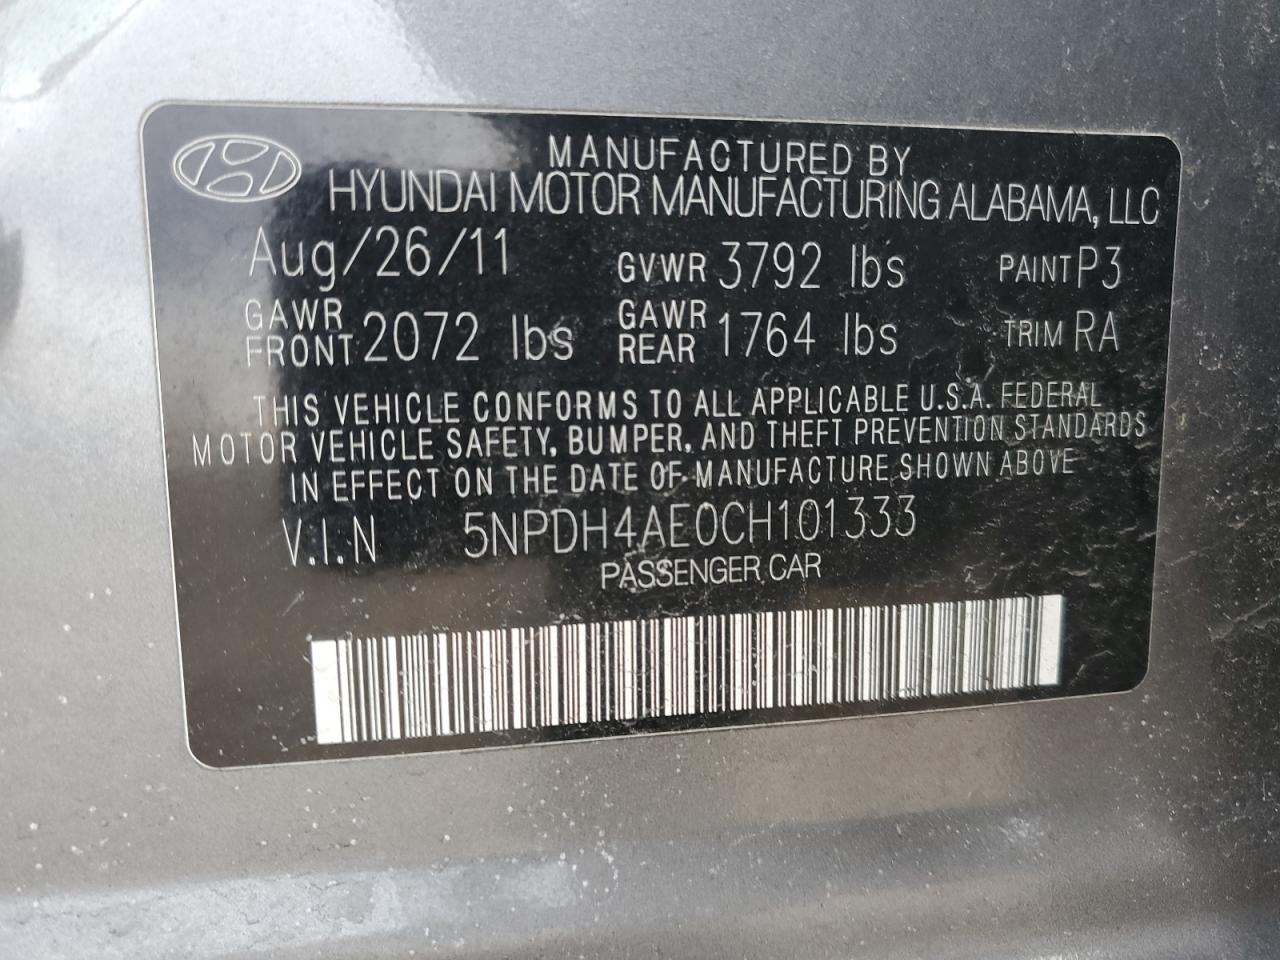 MANUFACTURED BY
HYUNDAI MOTOR MANUFACTURING ALABAMA, LLC
Aug/26/11 GVWR 3792 lbs PAINT P3
GAWR FRONT 2072 lbs GAWR REAR 1764 lbs TRIM RA
THIS VEHICLE CONFORMS TO ALL APPLICABLE U.S.A. FEDERAL
MOTOR VEHICLE SAFETY, BUMPER, AND THEFT PREVENTION STANDARDS
IN EFFECT ON THE DATE OF MANUFACTURE SHOWN ABOVE
V.I.N 5NPDH4AE0CH101333
PASSENGER CAR